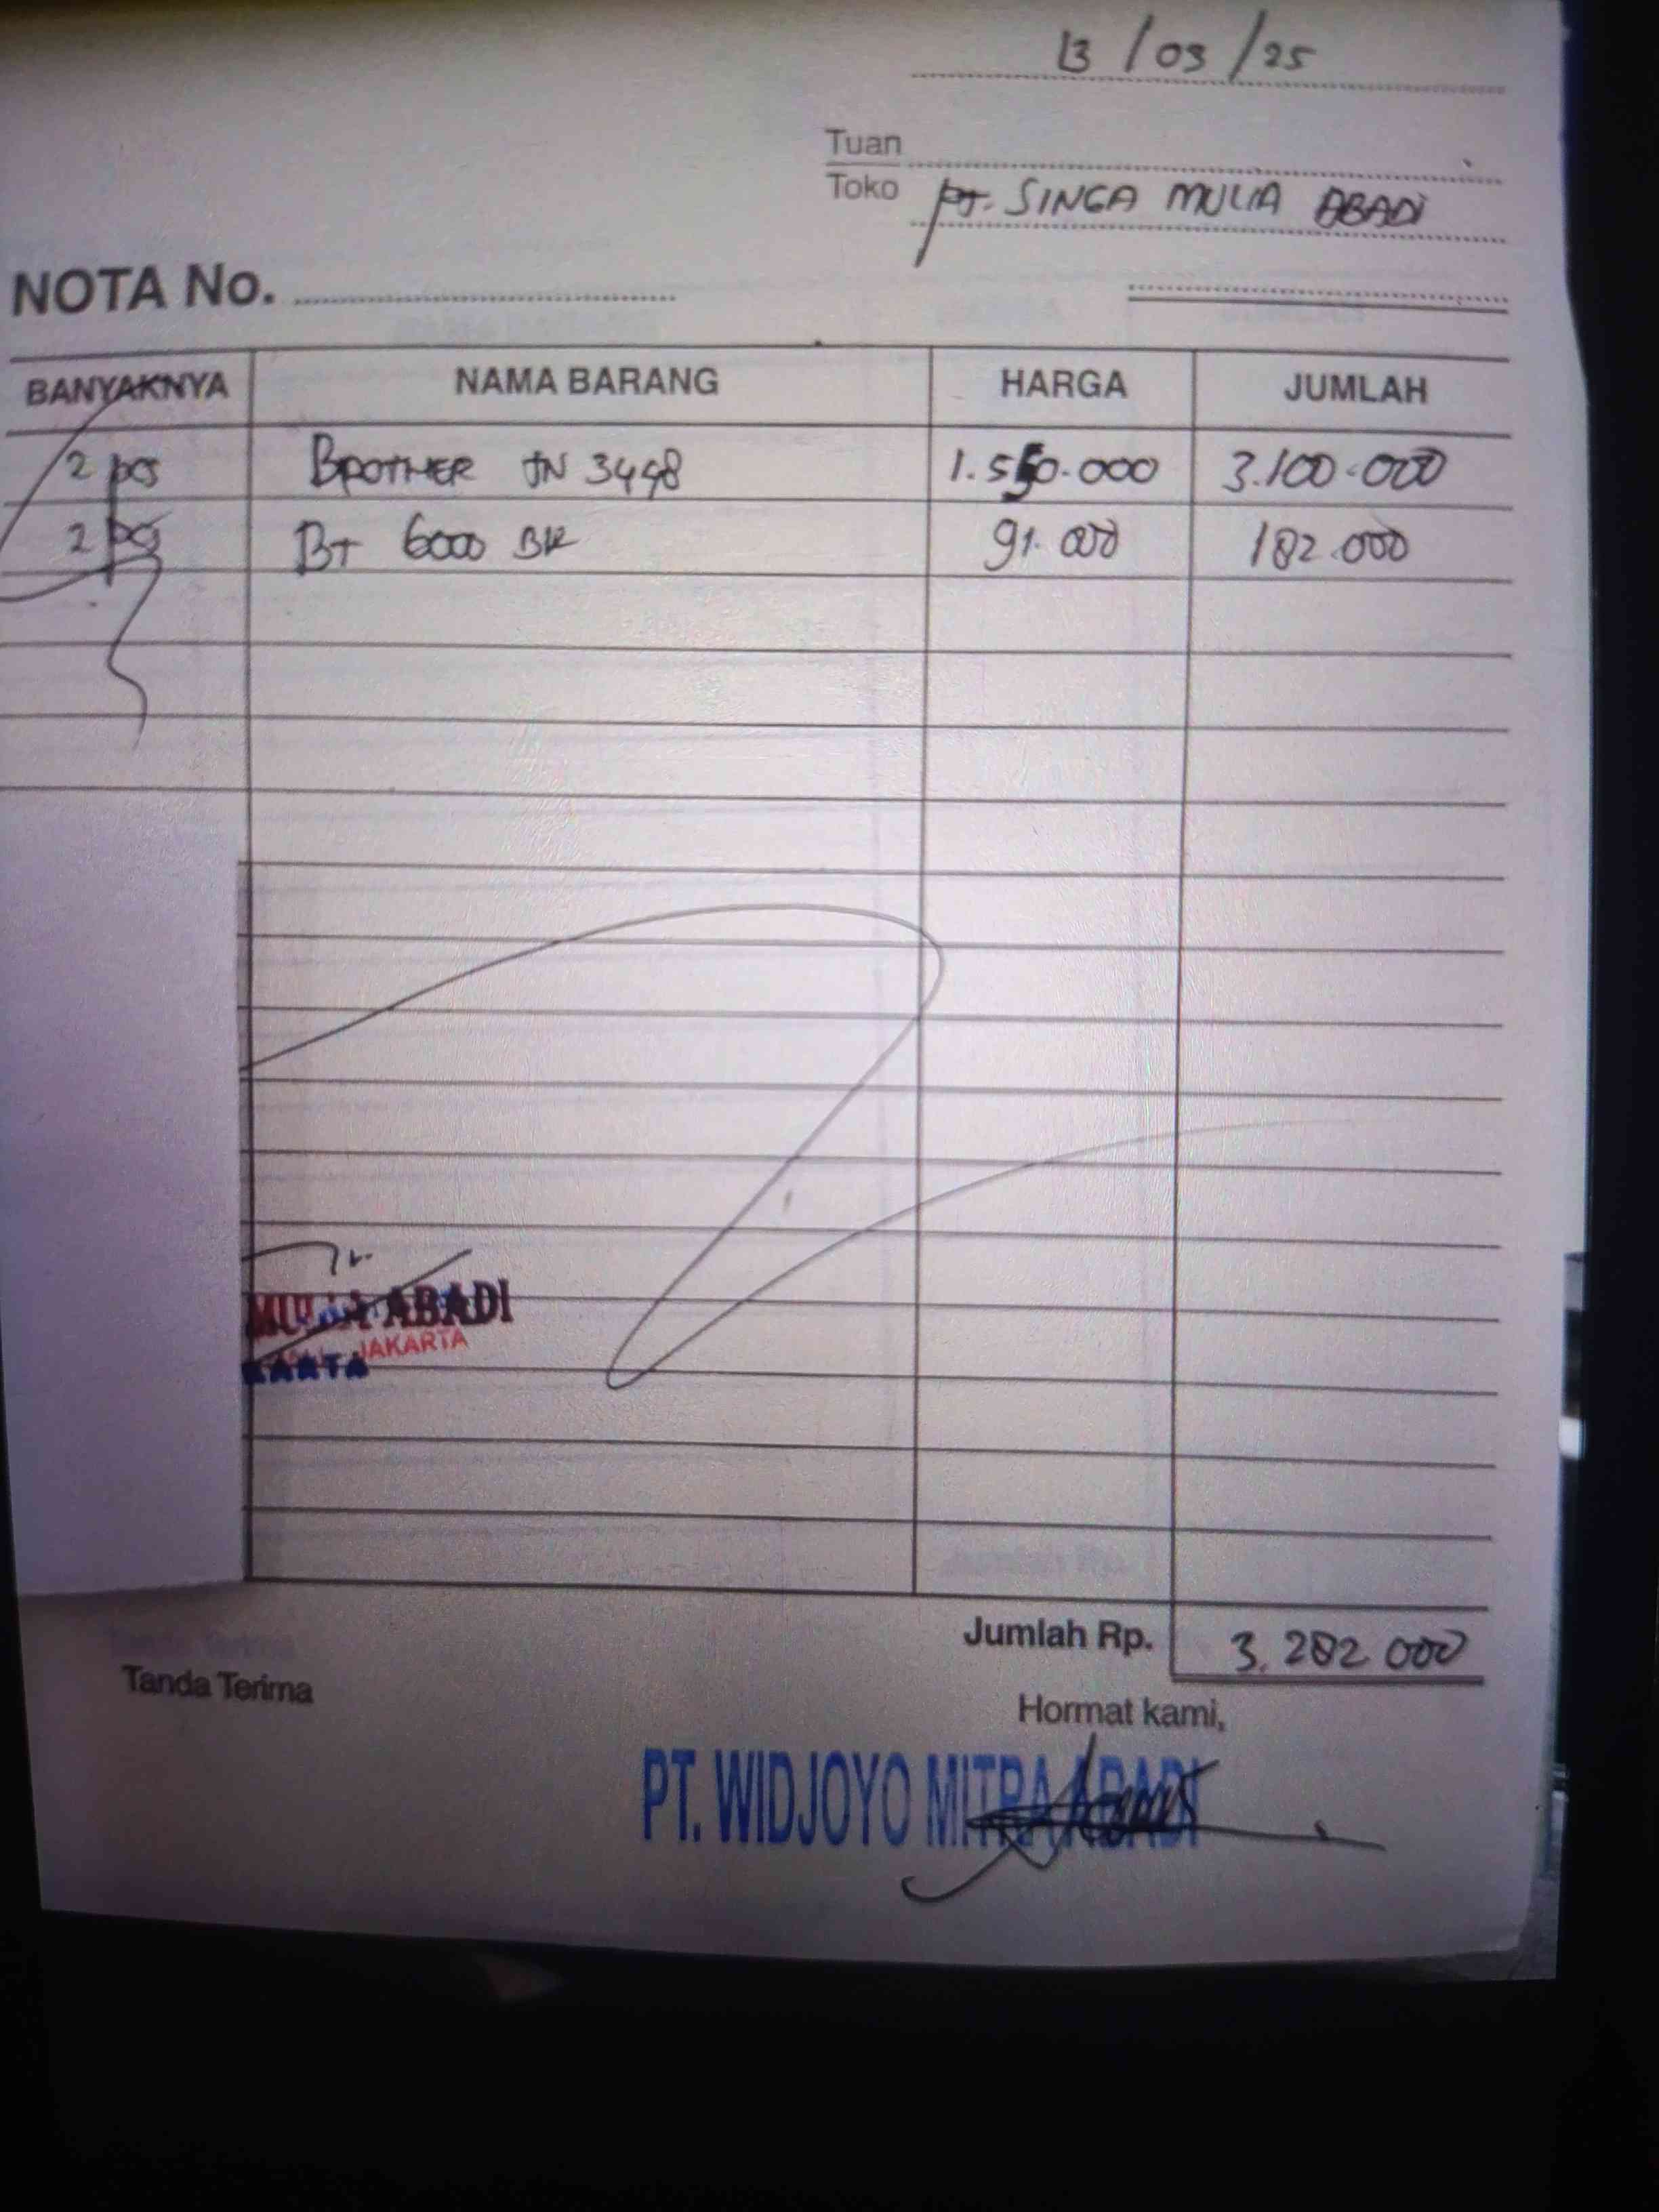 13 / 03 / 25
Tuan
Toko PT. SINGA MULIA ABADI
NOTA No.
BANYAKNYA NAMA BARANG HARGA JUMLAH
2 pcs BROTHER TN 3448 1.550.000 3.100.000
2 pcs BT 6000 BK 91.000 182.000
MULIA ABADI
JAKARTA
KARTA
Jumlah Rp. 3.282.000
Tanda Terima
Hormat kami,
PT. WIDJOYO MITRA ABADI